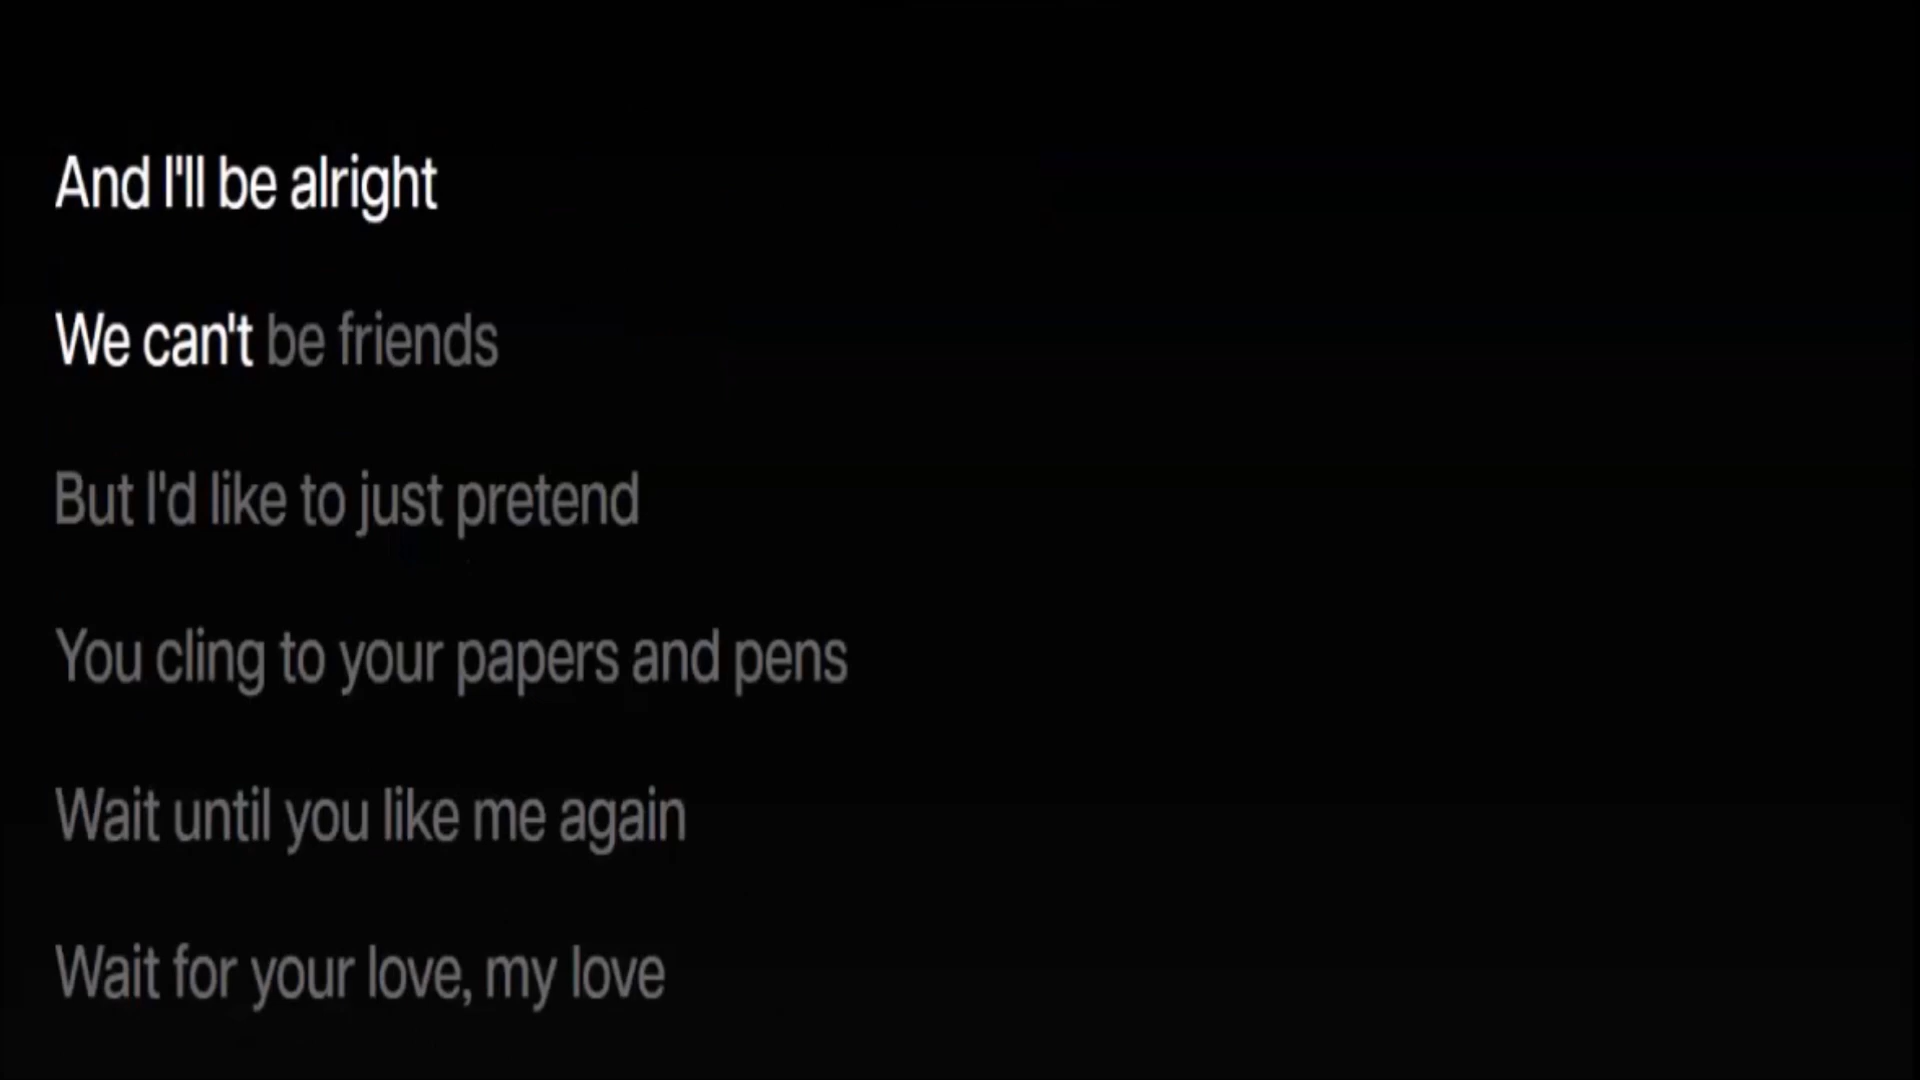 And I'll be alright
We can't be friends
But I'd like to just pretend
You cling to your papers and pens
Wait until you like me again
Wait for your love, my love